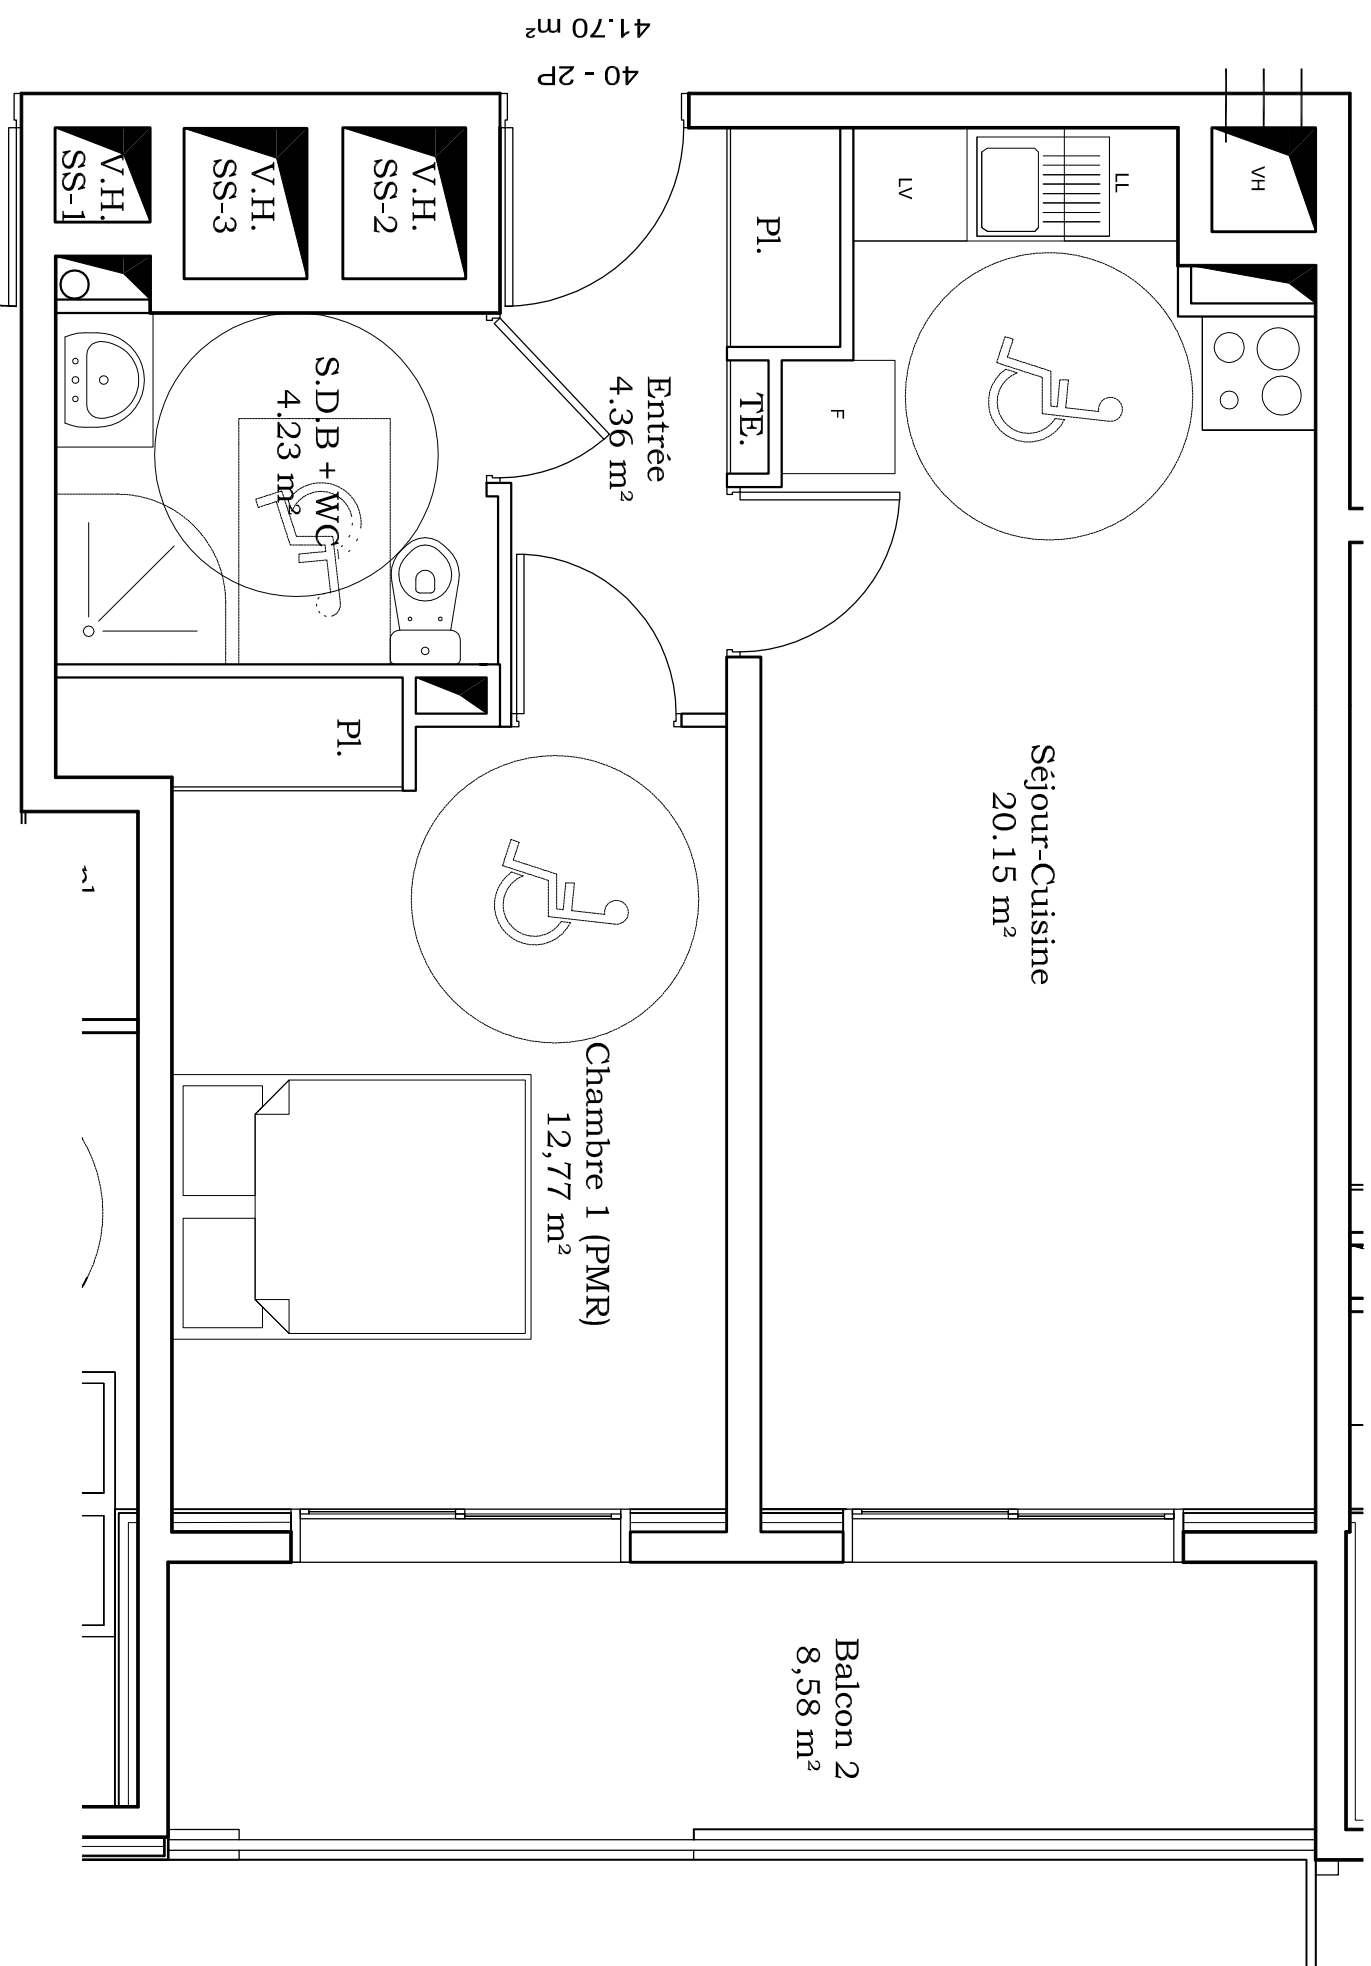 40 - 2P
41.70 m²
V.H.
SS-1
V.H.
SS-3
V.H.
SS-2
Pl.
LV
LL
VH
F
TE.
Entrée
4.36 m²
S.D.B + WC
4.23 m²
Pl.
Séjour-Cuisine
20.15 m²
Chambre 1 (PMR)
12,77 m²
Balcon 2
8,58 m²